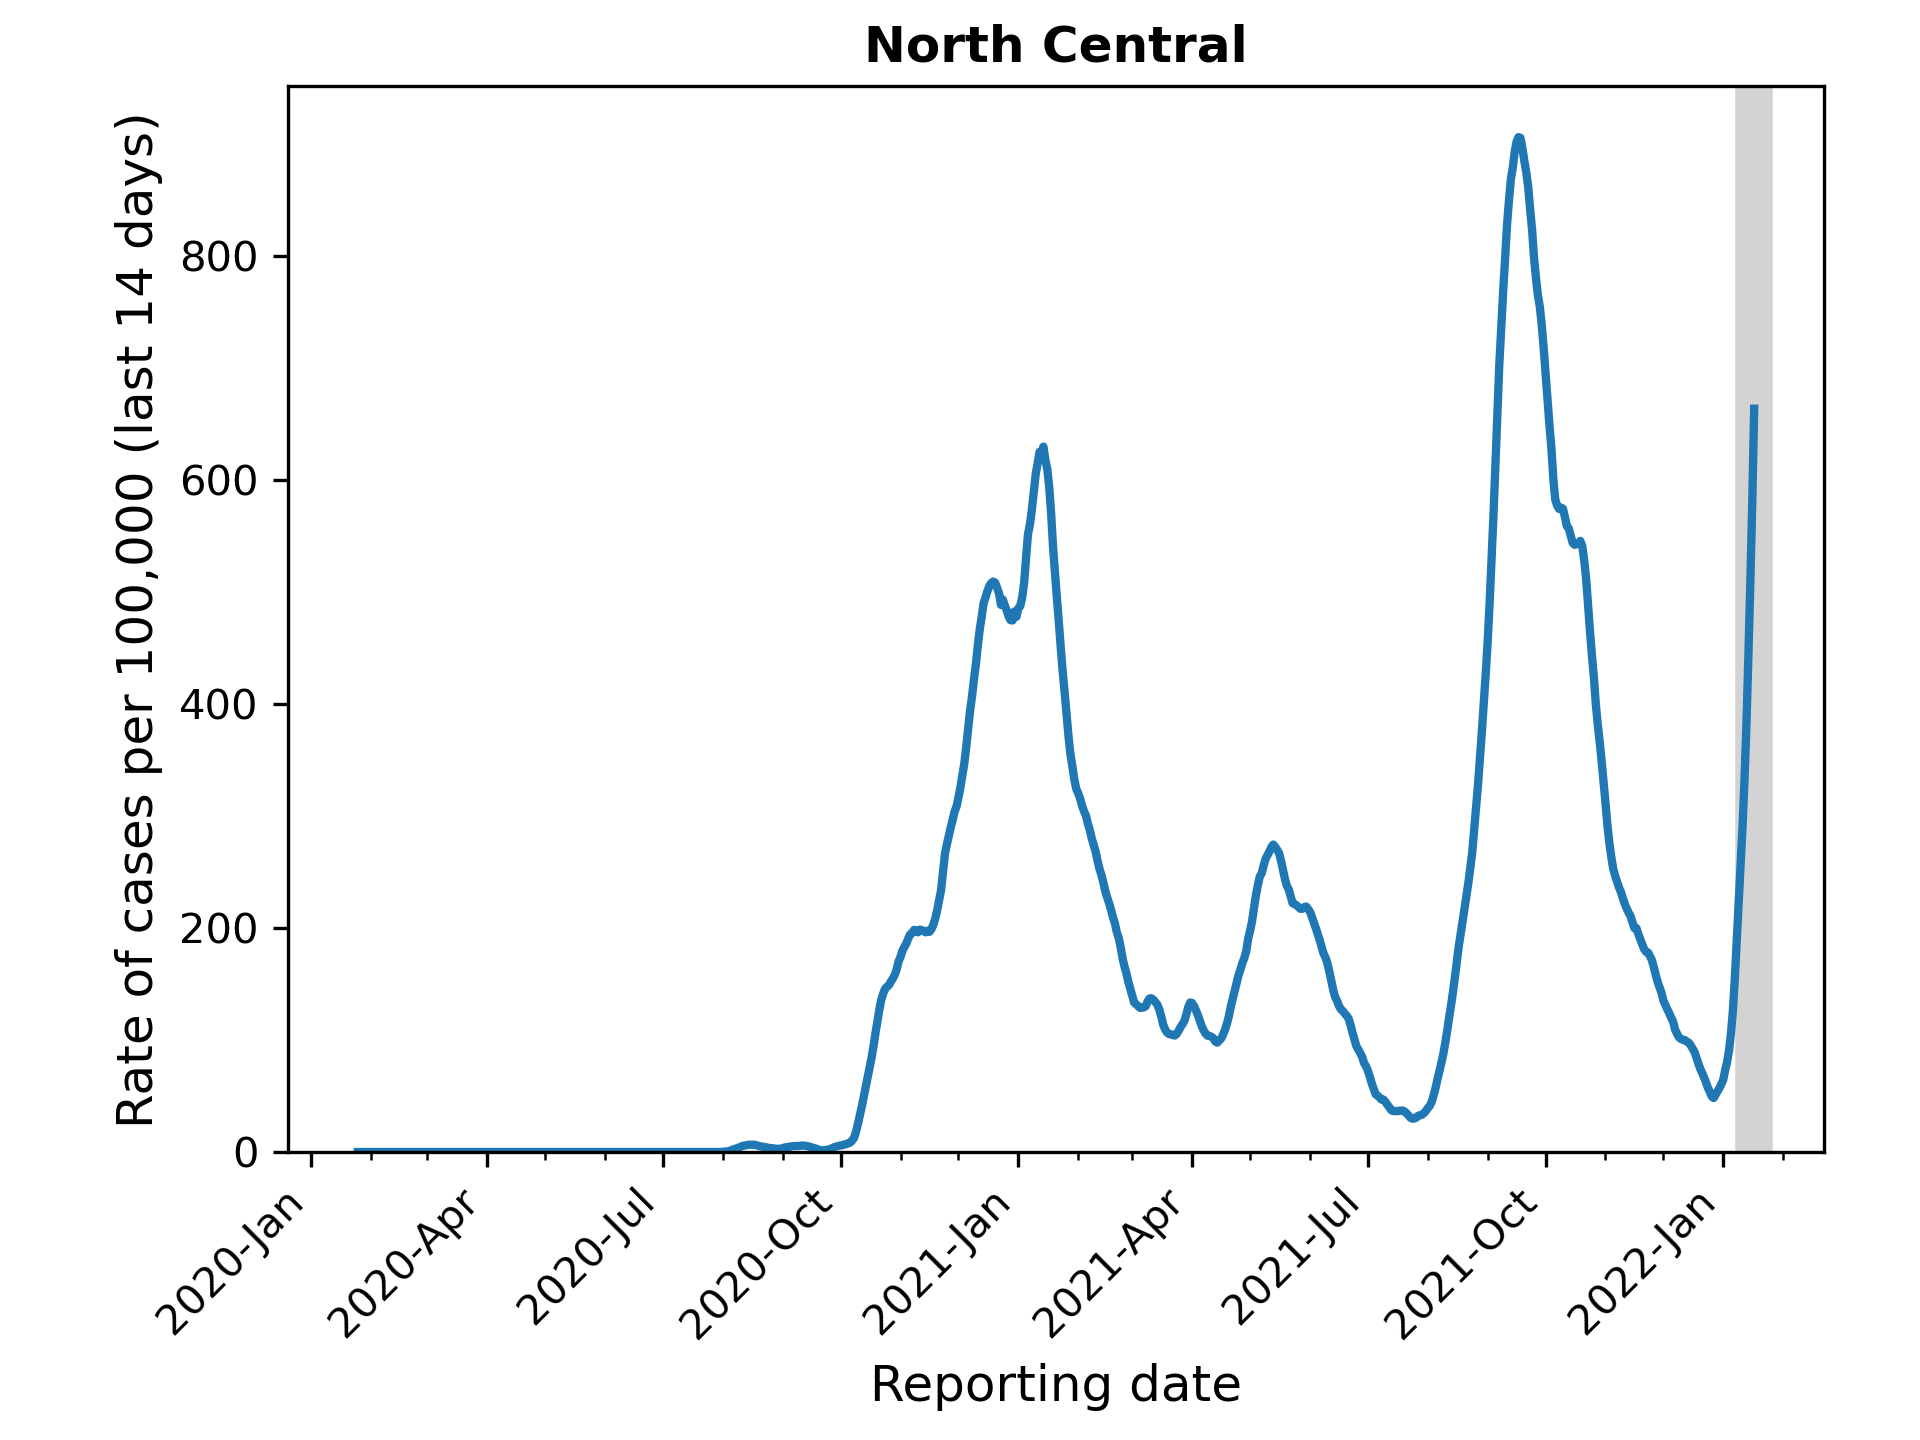 North Central
Rate of cases per 100,000 (last 14 days)
800
600
400
200
0
2020-Jan
2020-Apr
2020-Jul
2020-Oct
2021-Jan
2021-Apr
2021-Jul
2021-Oct
2022-Jan
Reporting date